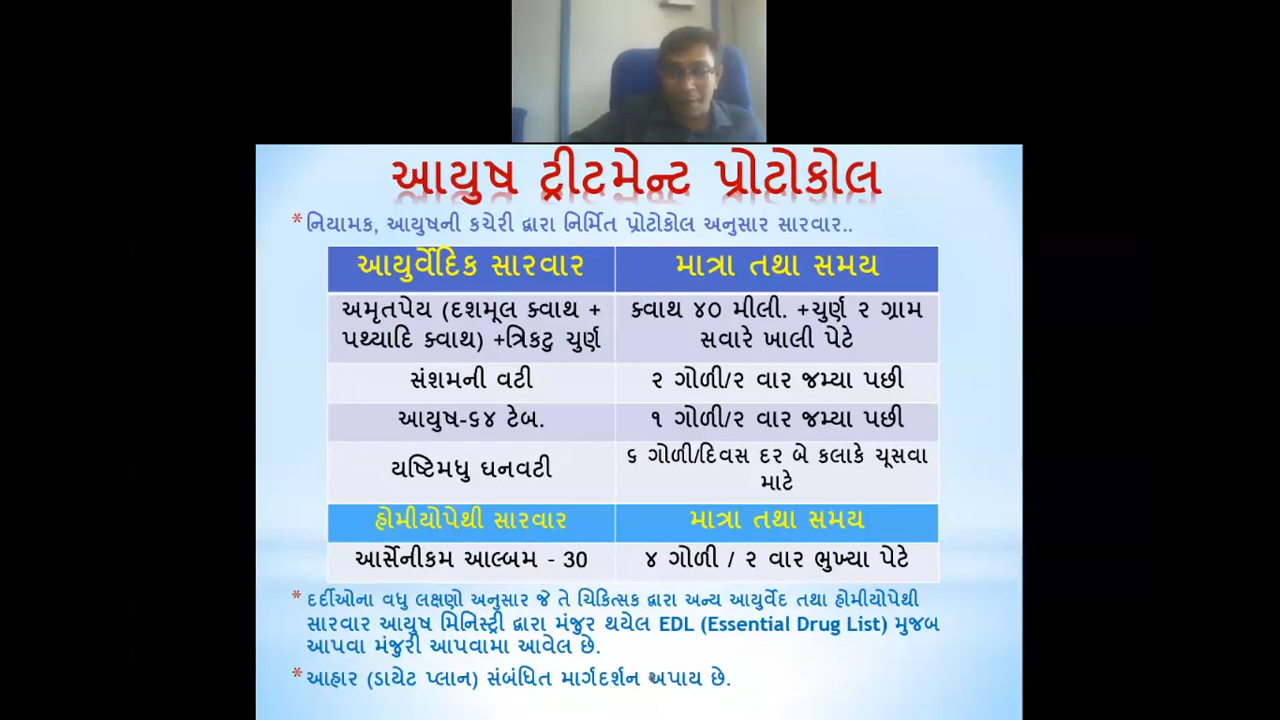 આયુષ ટ્રીટમેન્ટ પ્રોટોકોલ
* નિયામક, આયુષની કચેરી દ્વારા નિર્મિત પ્રોટોકોલ અનુસાર સારવાર..
આયુર્વેદિક સારવાર માત્રા તથા સમય
અમૃતપેય (દશમૂલ ક્વાથ + ક્વાથ ૪૦ મીલી. +ચુર્ણ ૨ ગ્રામ
પથ્યાદિ ક્વાથ) +ત્રિકટુ ચુર્ણ સવારે ખાલી પેટે
સંશમની વટી ૨ ગોળી/૨ વાર જમ્યા પછી
આયુષ-૬૪ ટેબ. ૧ ગોળી/૨ વાર જમ્યા પછી
યષ્ટિમધુ ઘનવટી ૬ ગોળી/દિવસ દર બે કલાકે ચૂસવા
માટે
હોમીયોપેથી સારવાર માત્રા તથા સમય
આર્સેનીકમ આલ્બમ - 30 ૪ ગોળી / ૨ વાર ભુખ્યા પેટે
* દર્દીઓના વધુ લક્ષણો અનુસાર જે તે ચિકિત્સક દ્વારા અન્ય આયુર્વેદ તથા હોમીયોપેથી
સારવાર આયુષ મિનિસ્ટ્રી દ્વારા મંજુર થયેલ EDL (Essential Drug List) મુજબ
આપવા મંજુરી આપવામા આવેલ છે.
* આહાર (ડાયેટ પ્લાન) સંબંધિત માર્ગદર્શન અપાય છે.